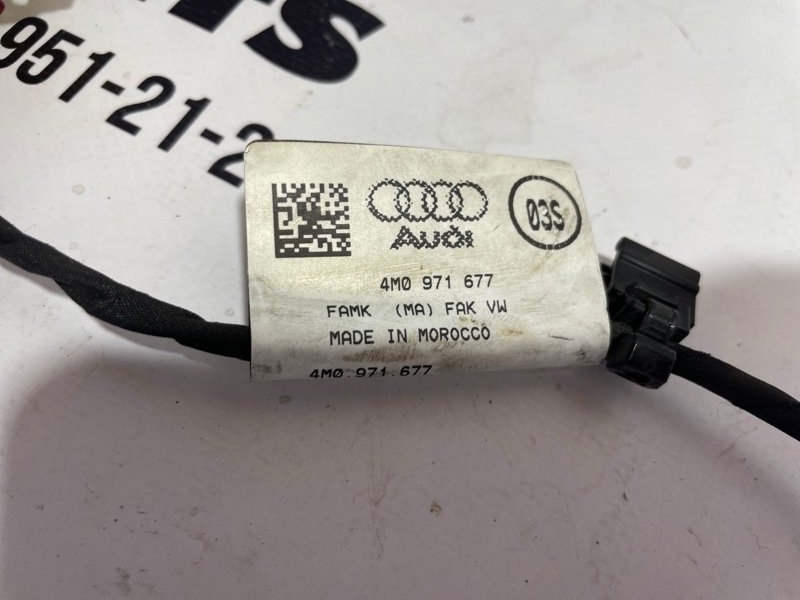 951-21-2
AUDI
03S
4M0 971 677
FAMK (MA) FAK VW
MADE IN MOROCCO
4M0.971.677